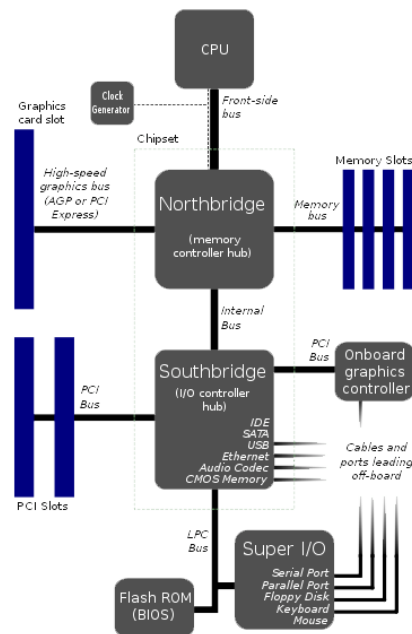 CPU
Clock
Generator
Graphics
card slot
Front-side
bus
Chipset
High-speed
graphics bus
(AGP or PCI
Express)
Northbridge
(memory
controller hub)
Memory
bus
Memory Slots
Internal
Bus
PCI
Bus
Southbridge
(I/O controller
hub)
PCI
Bus
Onboard
graphics
controller
IDE
SATA
USB
Ethernet
Audio Codec
CMOS Memory
Cables and
ports leading
off-board
PCI Slots
LPC
Bus
Super I/O
Serial Port
Parallel Port
Floppy Disk
Keyboard
Mouse
Flash ROM
(BIOS)